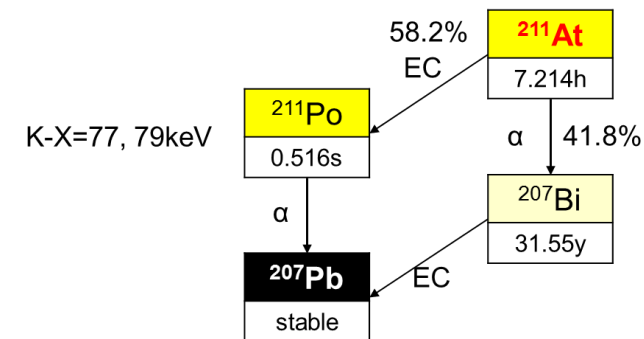 58.2%
²¹¹At
EC
7.214h
²¹¹Po
K-X=77, 79keV
0.516s
α 41.8%
α
²⁰⁷Bi
31.55y
²⁰⁷Pb
EC
stable